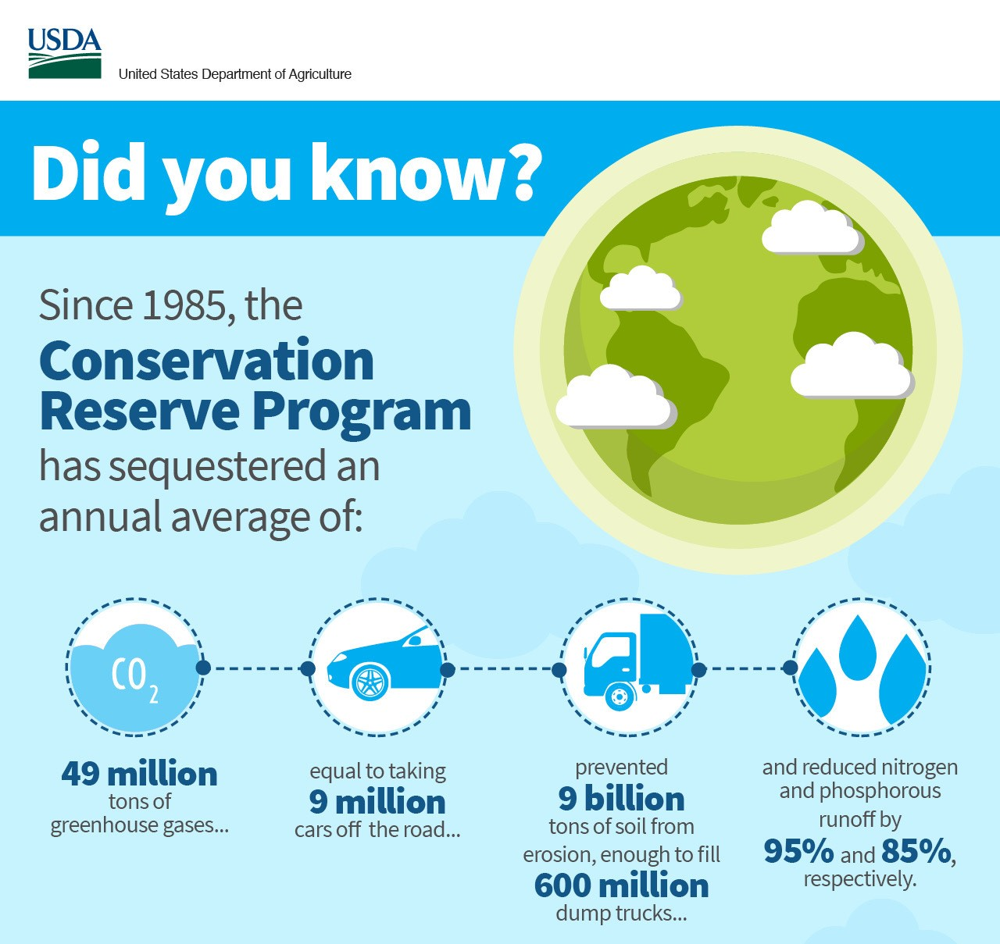 USDA
United States Department of Agriculture
Did you know?
Since 1985, the
Conservation
Reserve Program
has sequestered an
annual average of:
CO2
49 million
tons of
greenhouse gases...
equal to taking
9 million
cars off the road...
prevented
9 billion
tons of soil from
erosion, enough to fill
600 million
dump trucks...
and reduced nitrogen
and phosphorous
runoff by
95% and 85%,
respectively.